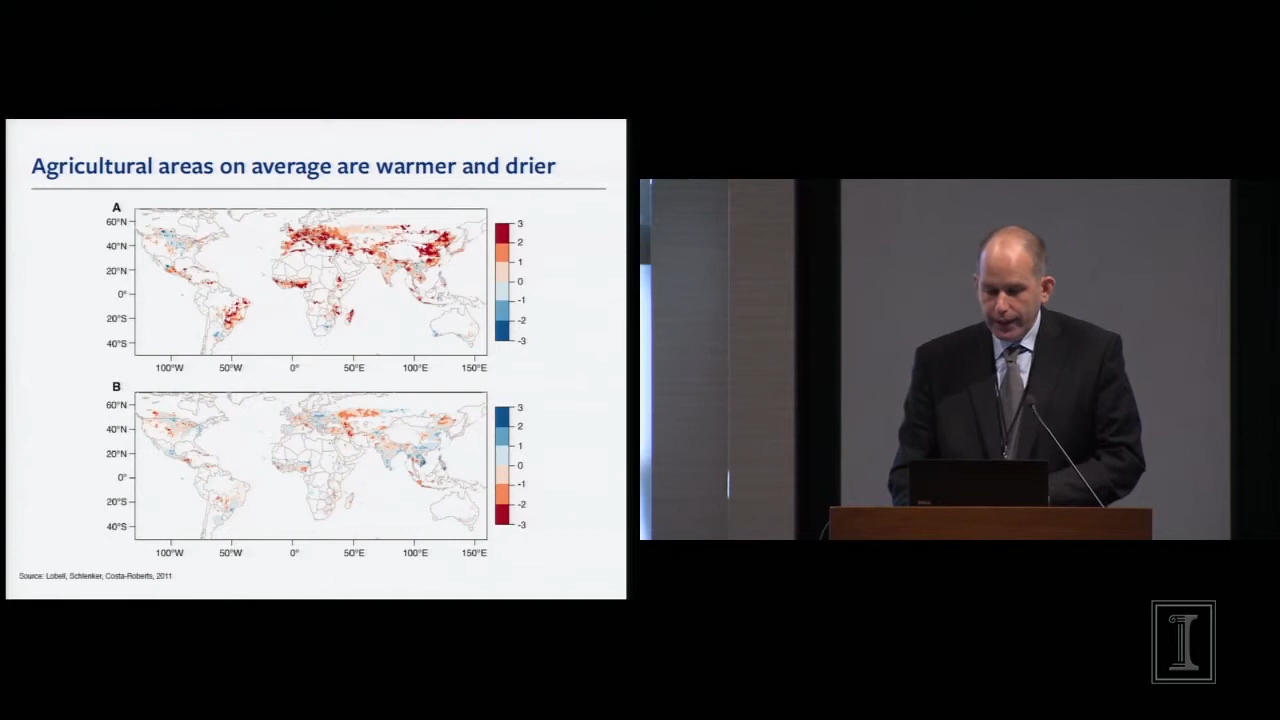 Agricultural areas on average are warmer and drier
A
60°N
40°N
20°N
0°
20°S
40°S
100°W 50°W 0° 50°E 100°E 150°E
3
2
1
0
-1
-2
-3
B
60°N
40°N
20°N
0°
20°S
40°S
100°W 50°W 0° 50°E 100°E 150°E
3
2
1
0
-1
-2
-3
Source: Lobell, Schlenker, Costa-Roberts, 2011
I